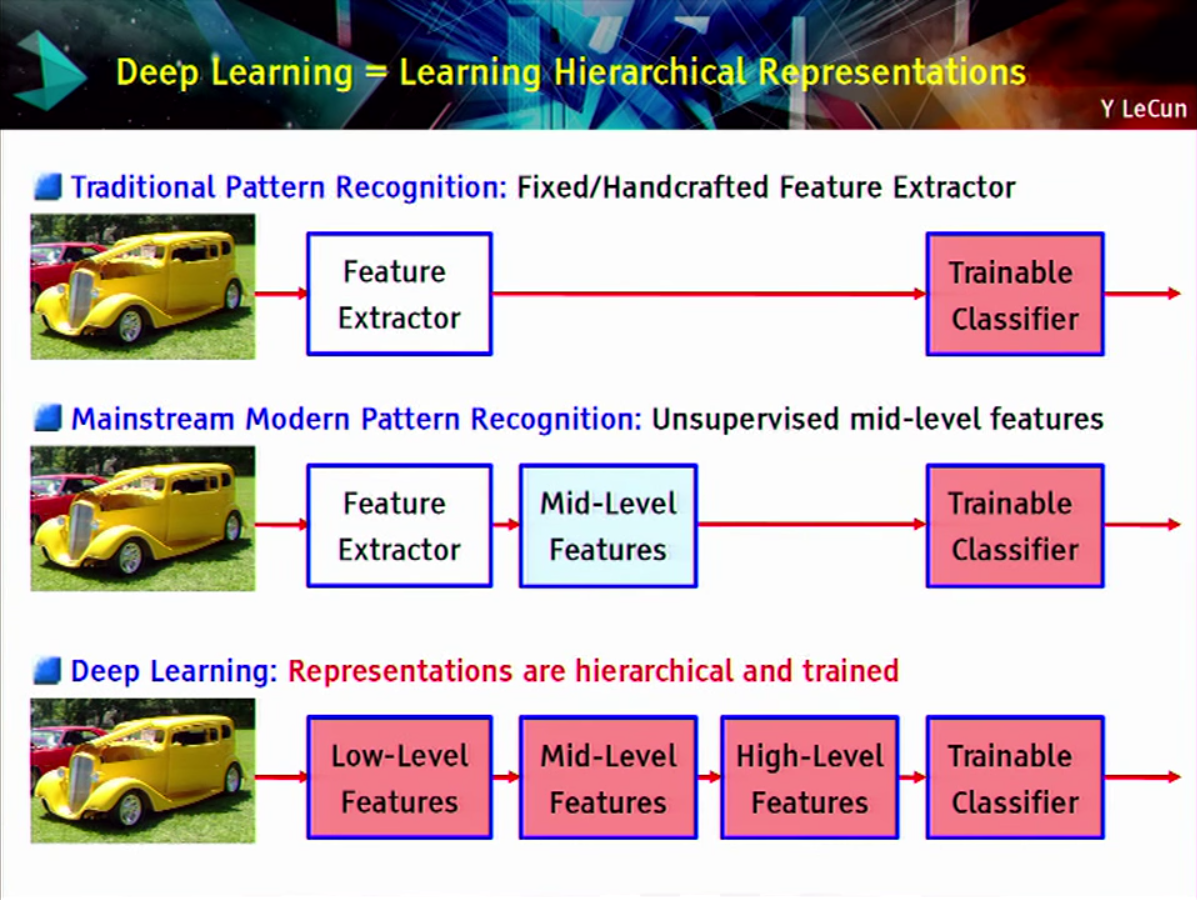 Deep Learning = Learning Hierarchical Representations
Y LeCun
Traditional Pattern Recognition: Fixed/Handcrafted Feature Extractor
Feature
Extractor
Trainable
Classifier
Mainstream Modern Pattern Recognition: Unsupervised mid-level features
Feature
Extractor
Mid-Level
Features
Trainable
Classifier
Deep Learning: Representations are hierarchical and trained
Low-Level
Features
Mid-Level
Features
High-Level
Features
Trainable
Classifier